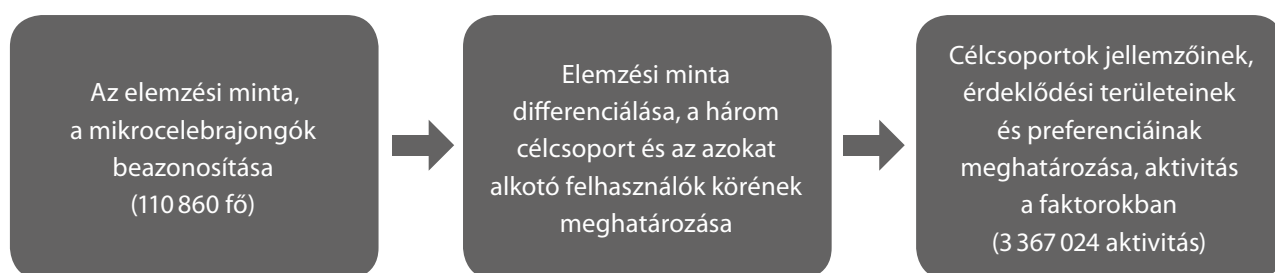 Az elemzési minta,
a mikrocelebrajongók
beazonosítása
(110 860 fő)
Elemzési minta
differenciálása, a három
célcsoport és az azokat
alkotó felhasználók körének
meghatározása
Célcsoportok jellemzőinek,
érdeklődési területeinek
és preferenciáinak
meghatározása, aktivitás
a faktorokban
(3 367 024 aktivitás)